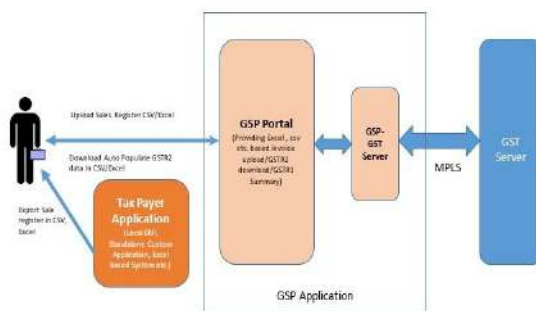 Upload Sales Register CSV/Excel
Download Auto Populate GSTR2
data in CSV/Excel
Export Sale
register in CSV,
Excel
Tax Payer
Application
(Local ERP,
Standalone Custom
Application, Excel
based System etc.)
GSP Portal
(Providing Excel, csv
etc. based invoice
upload/GSTR2
download/GSTR1
Summary)
GSP-
GST
Server
MPLS
GST
Server
GSP Application